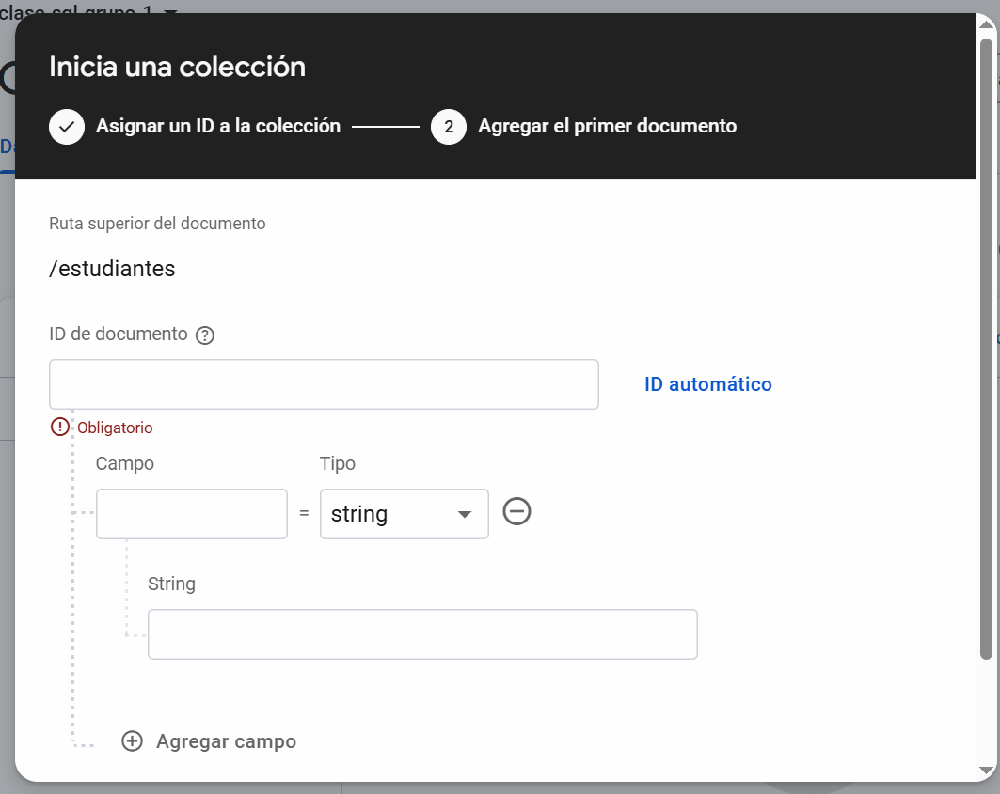 clase-sql-grupo-1
Inicia una colección
Asignar un ID a la colección
2 Agregar el primer documento
Ruta superior del documento
/estudiantes
ID de documento ?
ID automático
! Obligatorio
Campo Tipo
= string
String
Agregar campo